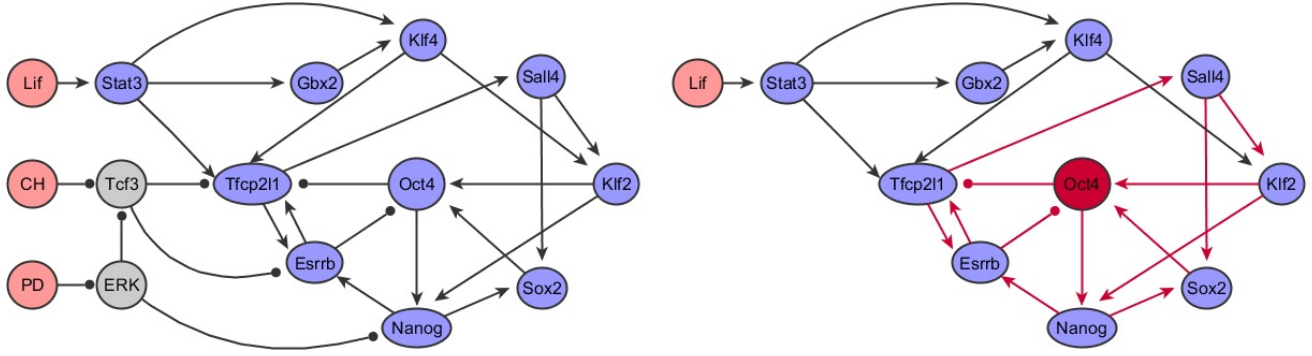 Lif
Stat3
Gbx2
Klf4
Sall4
CH
Tcf3
Tfcp2l1
Oct4
Klf2
PD
ERK
Esrrb
Sox2
Nanog
Lif
Stat3
Gbx2
Klf4
Sall4
Tfcp2l1
Oct4
Klf2
Esrrb
Sox2
Nanog